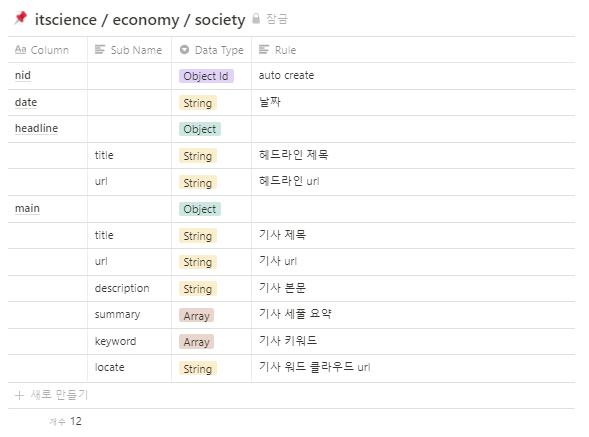 itscience / economy / society 잠금
Column Sub Name Data Type Rule
nid Object Id auto create
date String 날짜
headline Object
title String 헤드라인 제목
url String 헤드라인 url
main Object
title String 기사 제목
url String 기사 url
description String 기사 본문
summary Array 기사 세줄 요약
keyword Array 기사 키워드
locate String 기사 워드 클라우드 url
새로 만들기
개수 12